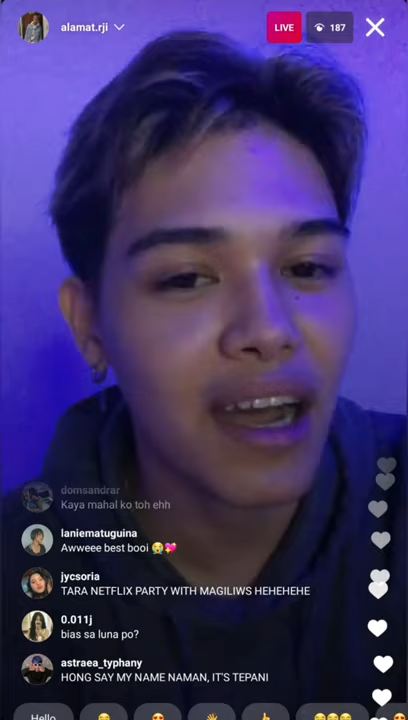 alamat.rji
LIVE
187
domsandrar
Kaya mahal ko toh ehh
laniematuguina
Awweee best booi 😭💖
jycsoria
TARA NETFLIX PARTY WITH MAGILIWS HEHEHEHE
0.011j
bias sa luna po?
astraea_typhany
HONG SAY MY NAME NAMAN, IT'S TEPANI
Hello